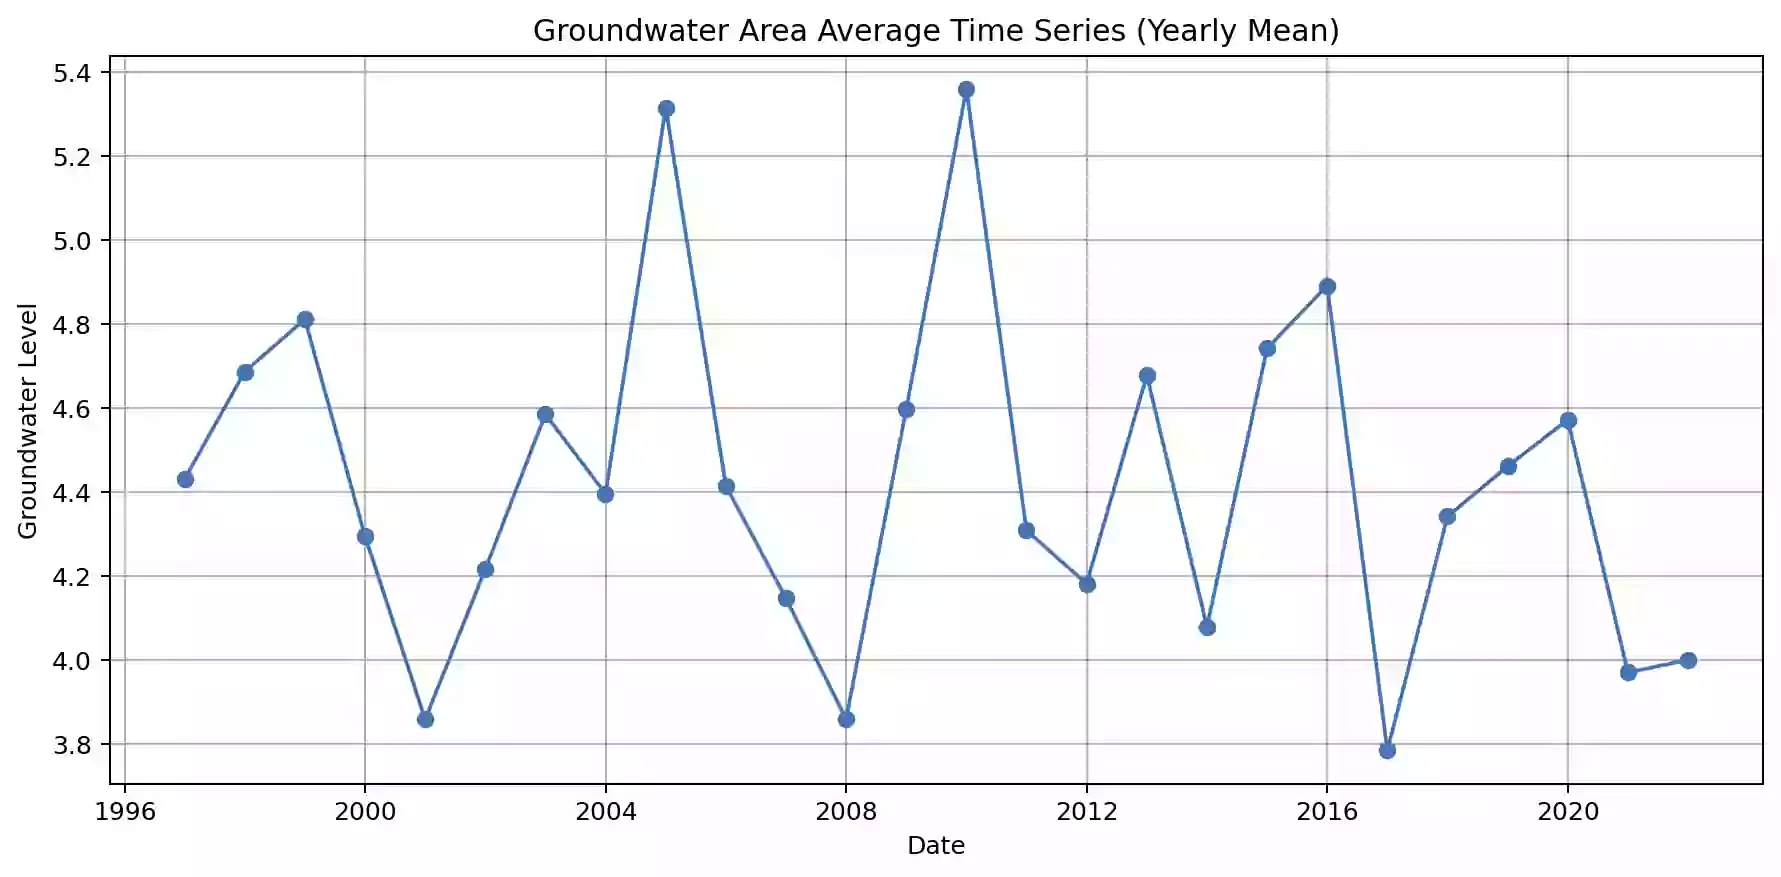 Groundwater Area Average Time Series (Yearly Mean)
5.4
5.2
5.0
4.8
4.6
4.4
4.2
4.0
3.8
Groundwater Level
1996 2000 2004 2008 2012 2016 2020
Date